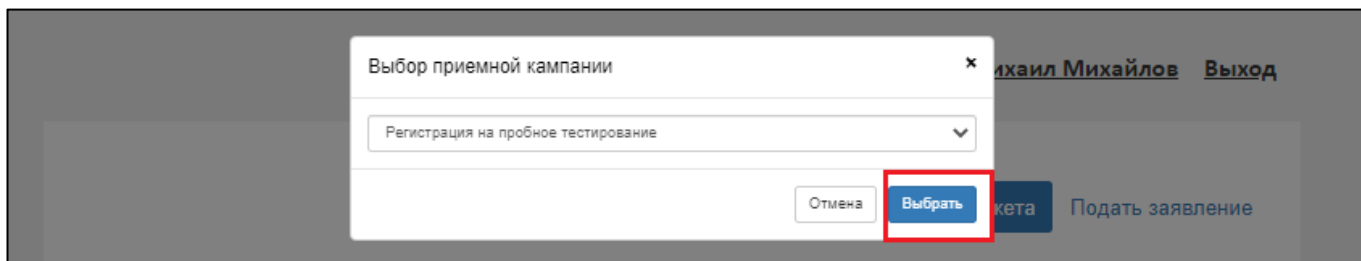 Выбор приемной кампании
×
ихаил Михайлов Выход
Регистрация на пробное тестирование
Отмена Выбрать
кета Подать заявление